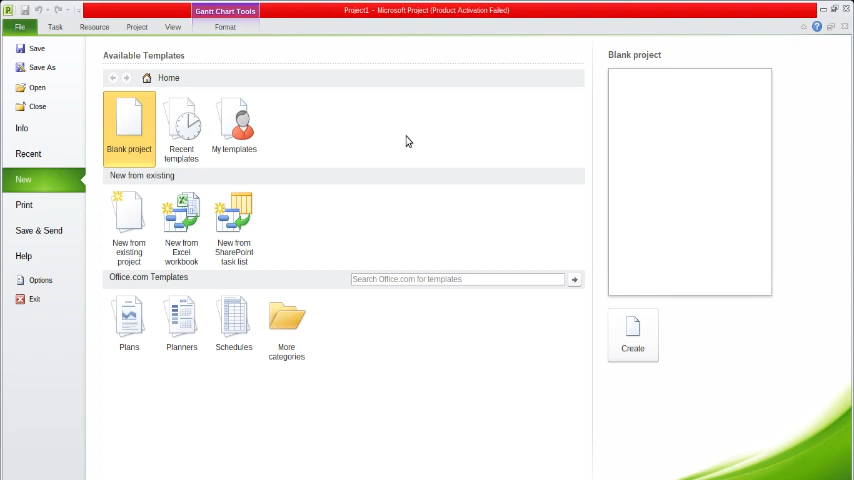 Gantt Chart Tools
Project1 - Microsoft Project (Product Activation Failed)
File
Task
Resource
Project
View
Format
Save
Save As
Open
Close
Info
Recent
New
Print
Save & Send
Help
Options
Exit
Available Templates
Home
Blank project
Recent
templates
My templates
New from existing
New from
existing
project
New from
Excel
workbook
New from
SharePoint
task list
Office.com Templates
Search Office.com for templates
Plans
Planners
Schedules
More
categories
Blank project
Create